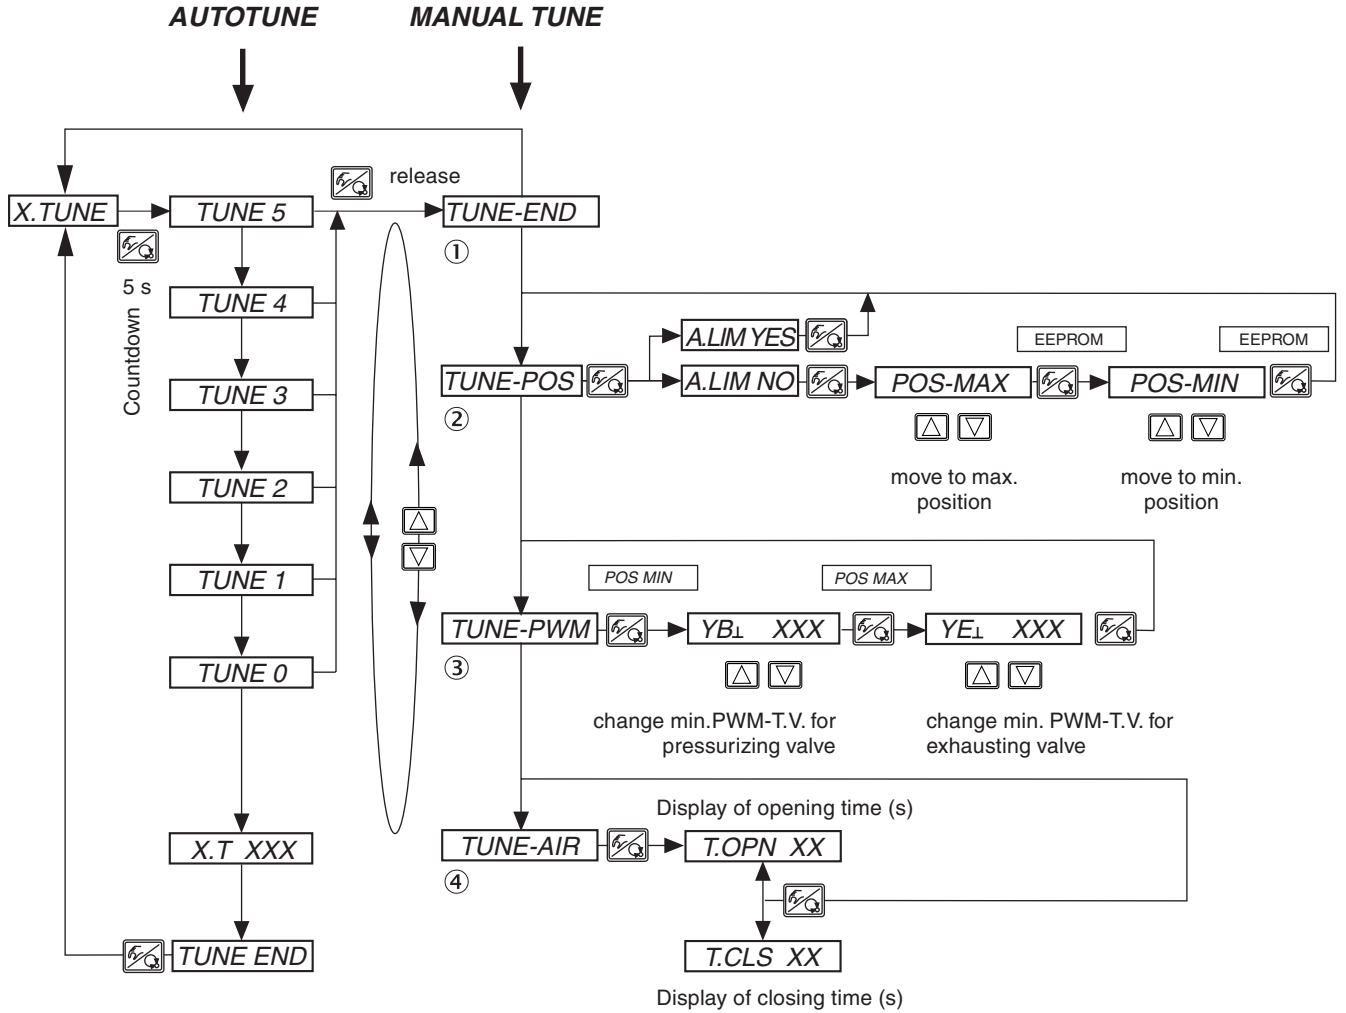 AUTOTUNE
MANUAL TUNE
release
X.TUNE
TUNE 5
TUNE-END
①
5 s
Countdown
TUNE 4
A.LIM YES
EEPROM
EEPROM
TUNE-POS
A.LIM NO
POS-MAX
POS-MIN
②
TUNE 3
move to max.
position
move to min.
position
TUNE 2
TUNE 1
POS MIN
POS MAX
TUNE-PWM
YB⊥ XXX
YE⊥ XXX
③
TUNE 0
change min.PWM-T.V. for
pressurizing valve
change min. PWM-T.V. for
exhausting valve
Display of opening time (s)
X.T XXX
TUNE-AIR
T.OPN XX
④
TUNE END
T.CLS XX
Display of closing time (s)